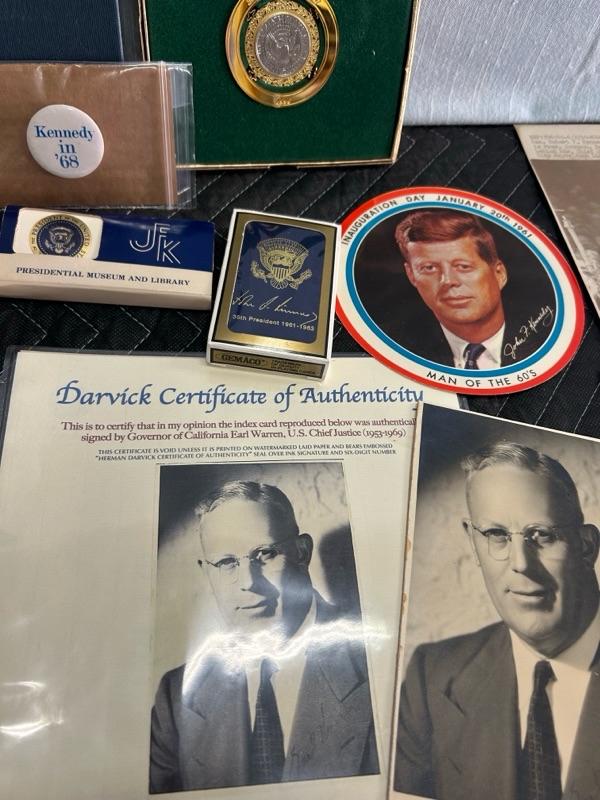 Kennedy
in
'68
JFK
PRESIDENTIAL MUSEUM AND LIBRARY
35th President 1961-1963
GEMACO
INAUGURATION DAY JANUARY 20th 1961
John F. Kennedy
MAN OF THE 60'S
Darvick Certificate of Authenticity
This is to certify that in my opinion the index card reproduced below was authentical
signed by Governor of California Earl Warren, U.S. Chief Justice (1953-1969)
THIS CERTIFICATE IS VOID UNLESS IT IS PRINTED ON WATERMARKED LAID PAPER AND BEARS EMBOSSED
"HERMAN DARVICK CERTIFICATE OF AUTHENTICITY" SEAL OVER INK SIGNATURE AND SIX-DIGIT NUMBER